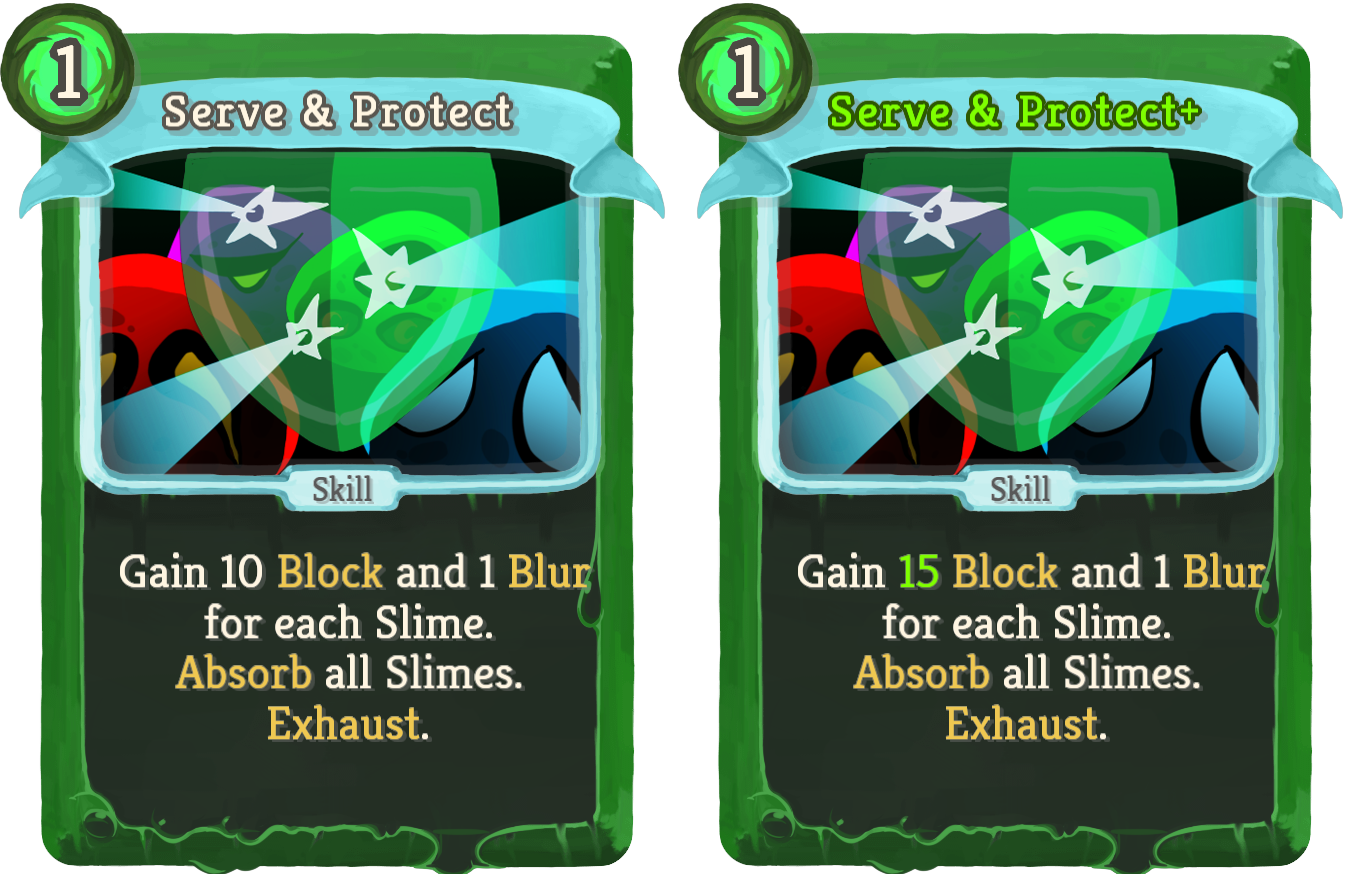 1
Serve & Protect
Skill
Gain 10 Block and 1 Blur
for each Slime.
Absorb all Slimes.
Exhaust.
1
Serve & Protect+
Skill
Gain 15 Block and 1 Blur
for each Slime.
Absorb all Slimes.
Exhaust.